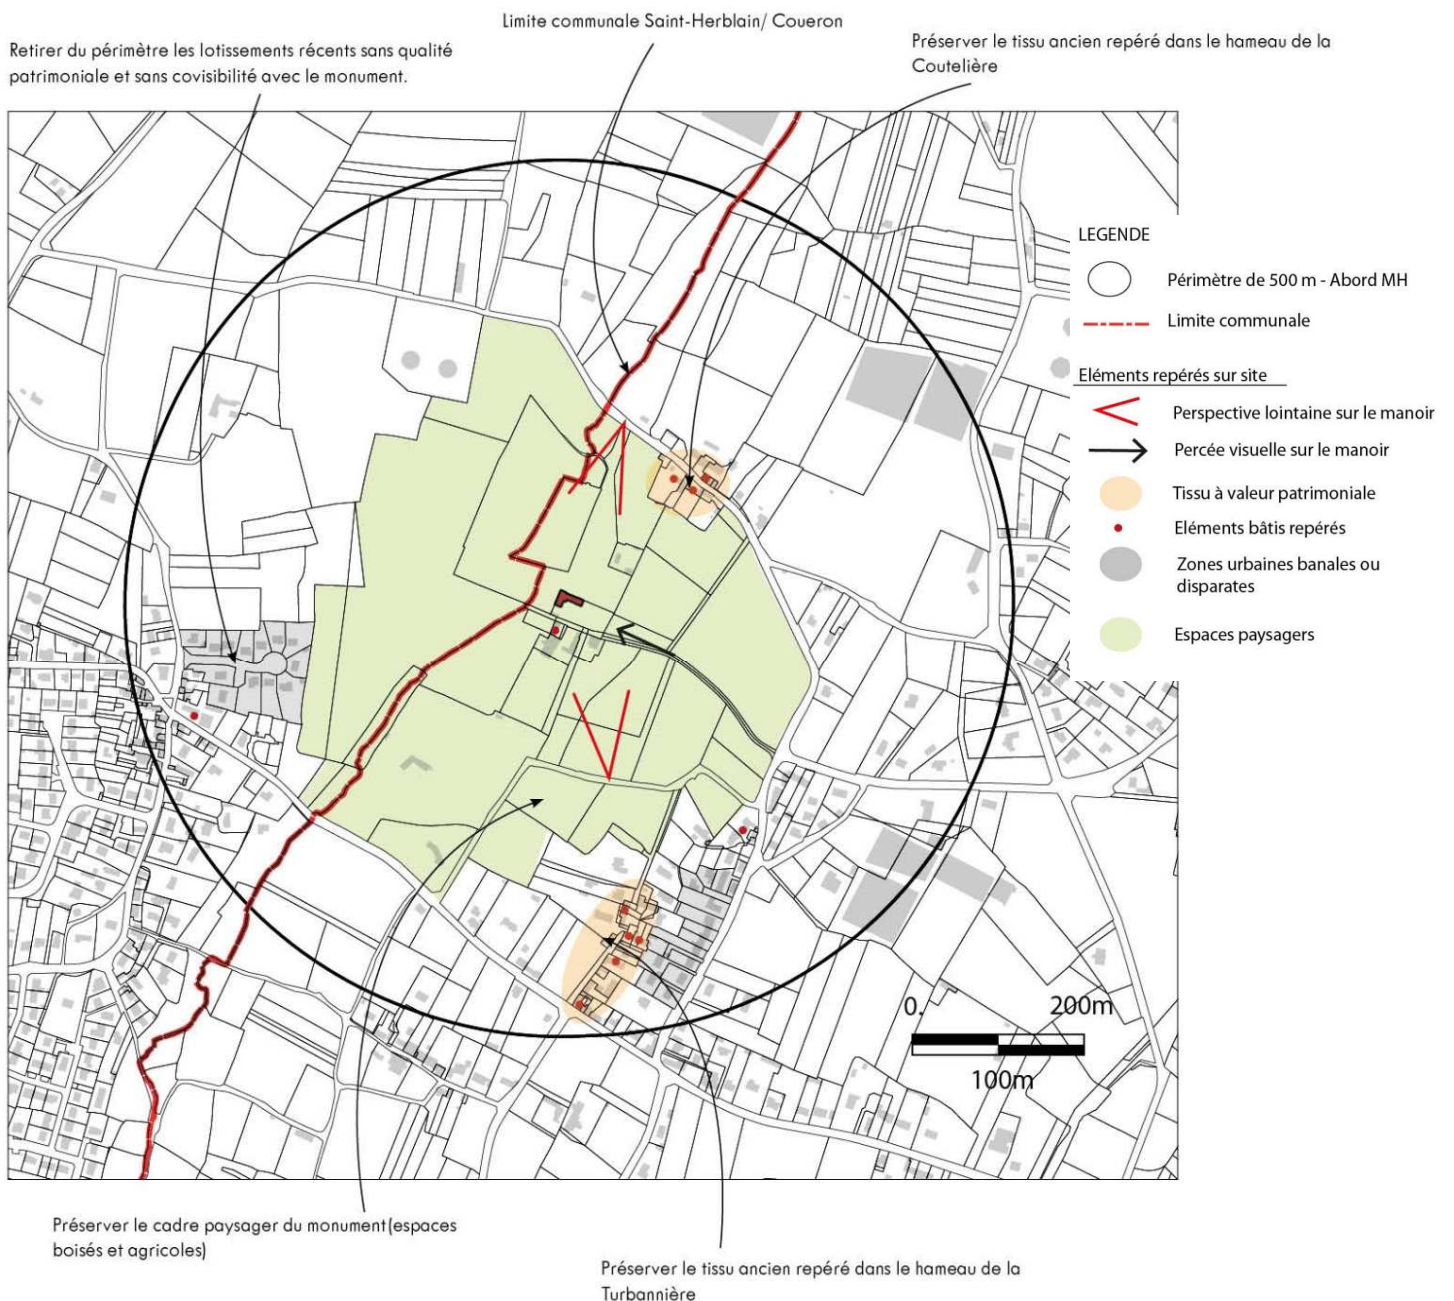 Limite communale Saint-Herblain/ Coueron
Retirer du périmètre les lotissements récents sans qualité
patrimoniale et sans covisibilité avec le monument.
Préserver le tissu ancien repéré dans le hameau de la
Coutelière
LEGENDE
Périmètre de 500 m - Abord MH
Limite communale
Eléments repérés sur site
Perspective lointaine sur le manoir
Percée visuelle sur le manoir
Tissu à valeur patrimoniale
Eléments bâtis repérés
Zones urbaines banales ou
disparates
Espaces paysagers
0.
200m
100m
Préserver le cadre paysager du monument(espaces
boisés et agricoles)
Préserver le tissu ancien repéré dans le hameau de la
Turbannière